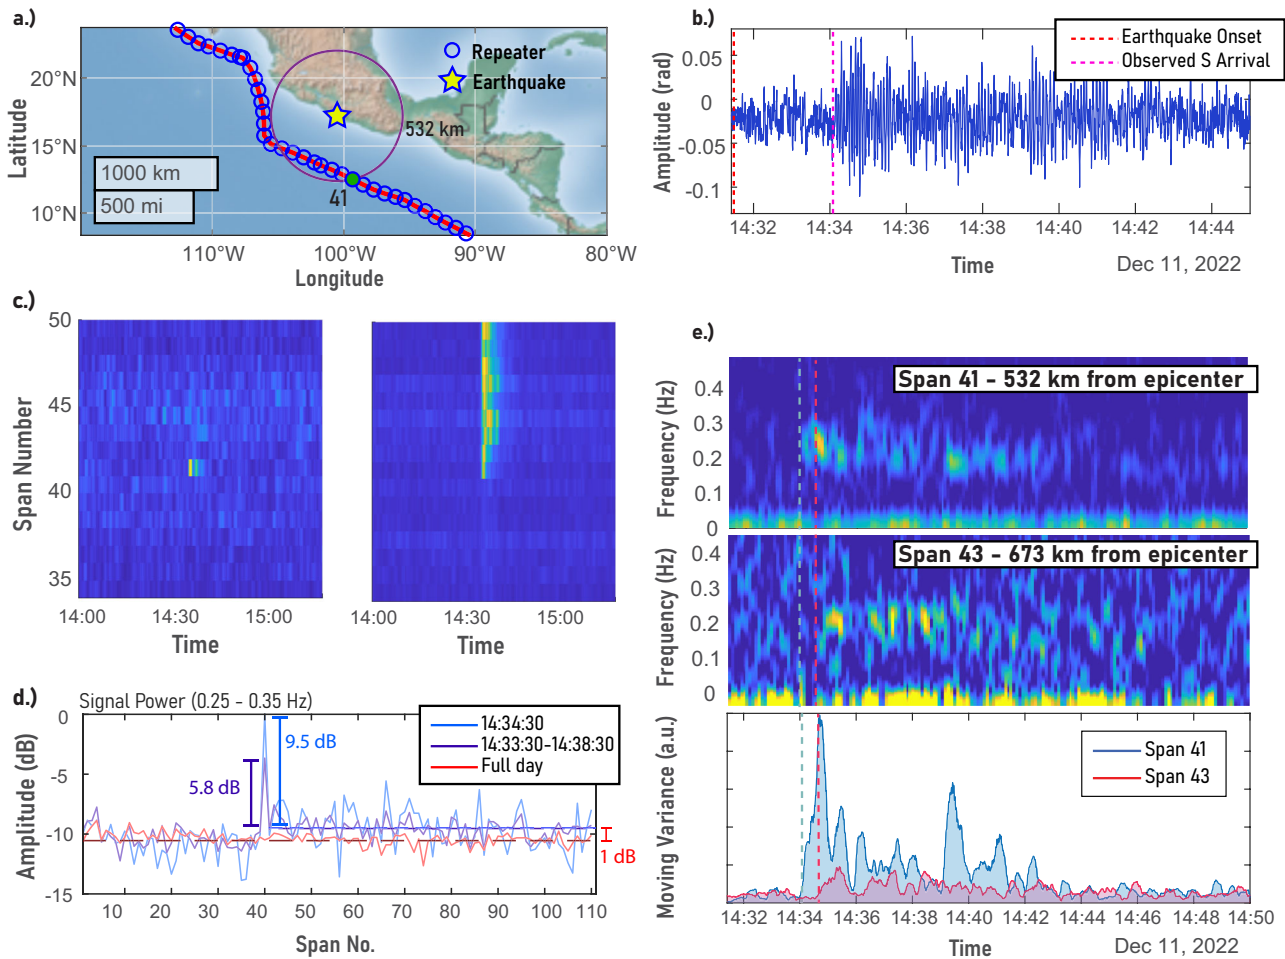 a.)
Latitude
20°N
15°N
10°N
Repeater
Earthquake
532 km
41
1000 km
500 mi
110°W
100°W
90°W
80°W
Longitude
b.)
Amplitude (rad)
0.05
0
-0.05
-0.1
Earthquake Onset
Observed S Arrival
14:32
14:34
14:36
14:38
14:40
14:42
14:44
Time
Dec 11, 2022
c.)
Span Number
50
45
40
35
14:00
14:30
15:00
Time
14:00
14:30
15:00
Time
d.)
Signal Power (0.25 - 0.35 Hz)
Amplitude (dB)
0
-5
-10
-15
5.8 dB
9.5 dB
14:34:30
14:33:30-14:38:30
Full day
1 dB
10
20
30
40
50
60
70
80
90
100
110
Span No.
e.)
Frequency (Hz)
0.4
0.3
0.2
0.1
0
Span 41 - 532 km from epicenter
Frequency (Hz)
0.4
0.3
0.2
0.1
0
Span 43 - 673 km from epicenter
Moving Variance (a.u.)
Span 41
Span 43
14:32
14:34
14:36
14:38
14:40
14:42
14:44
14:46
14:48
14:50
Time
Dec 11, 2022